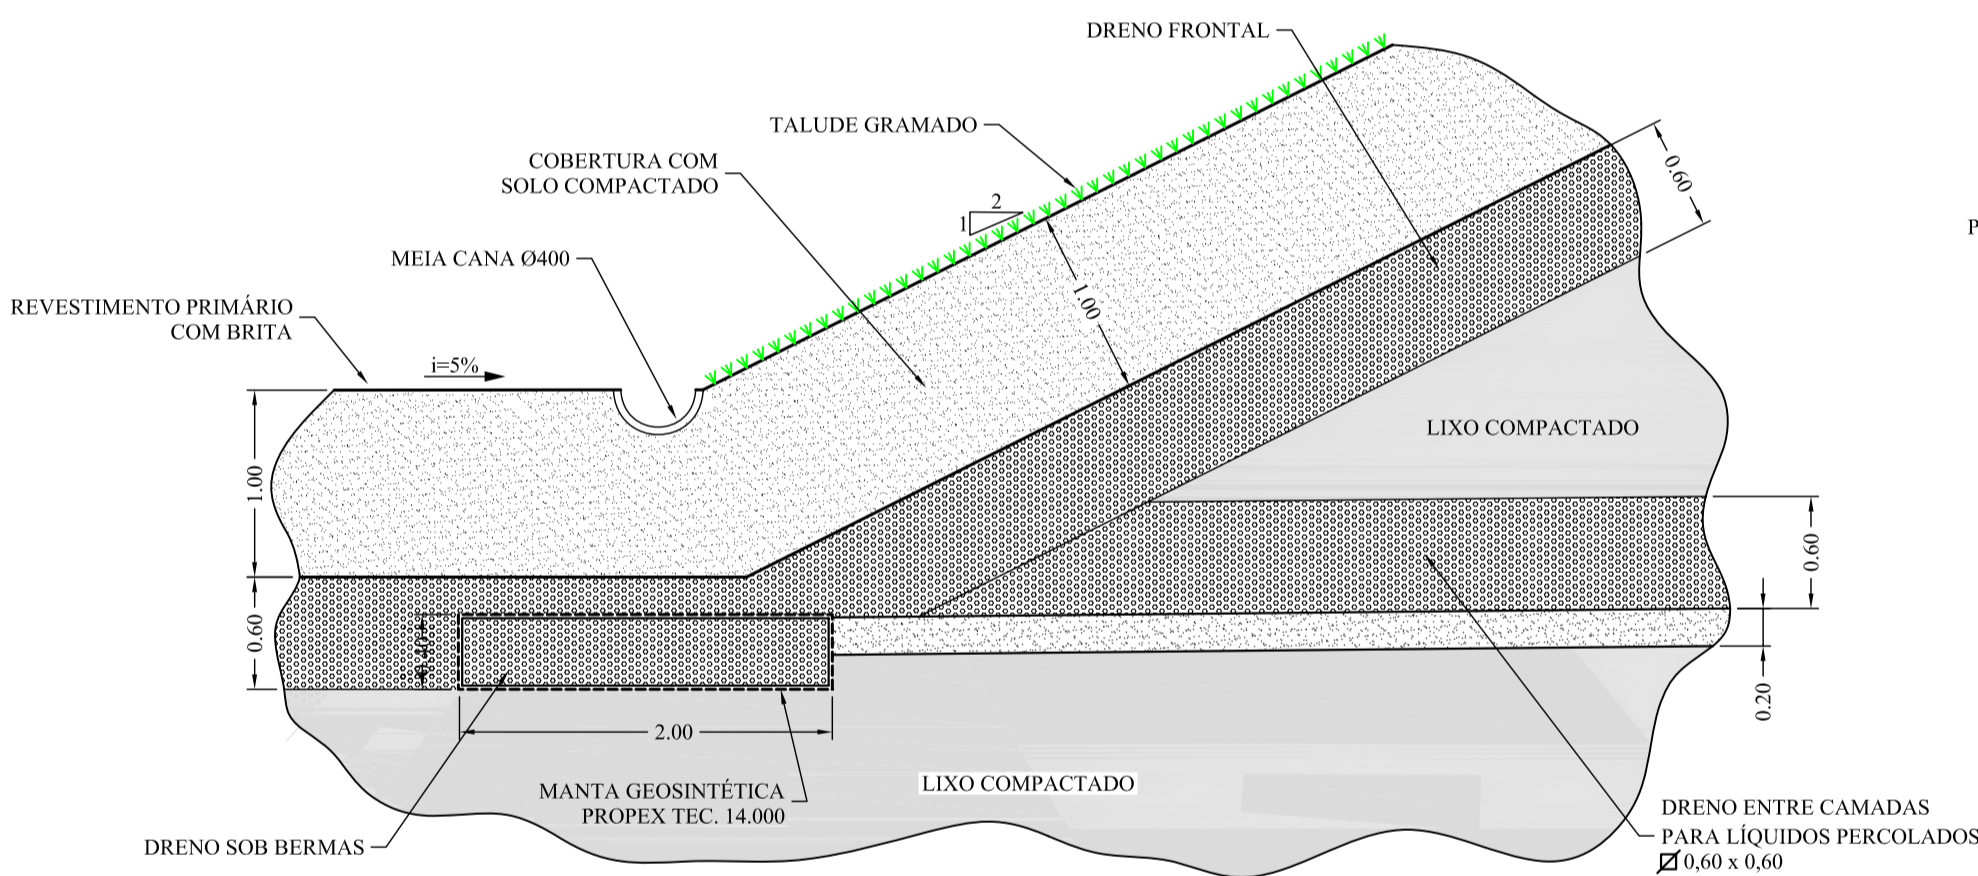 DRENO FRONTAL
TALUDE GRAMADO
COBERTURA COM
SOLO COMPACTADO
0.60
2
1
P
MEIA CANA Ø400
REVESTIMENTO PRIMÁRIO
COM BRITA
i=5%
1.00
LIXO COMPACTADO
1.00
0.60
0.60
0.40
0.20
2.00
LIXO COMPACTADO
MANTA GEOSINTÉTICA
PROPEX TEC. 14.000
DRENO SOB BERMAS
DRENO ENTRE CAMADAS
PARA LÍQUIDOS PERCOLADOS
0,60 x 0,60